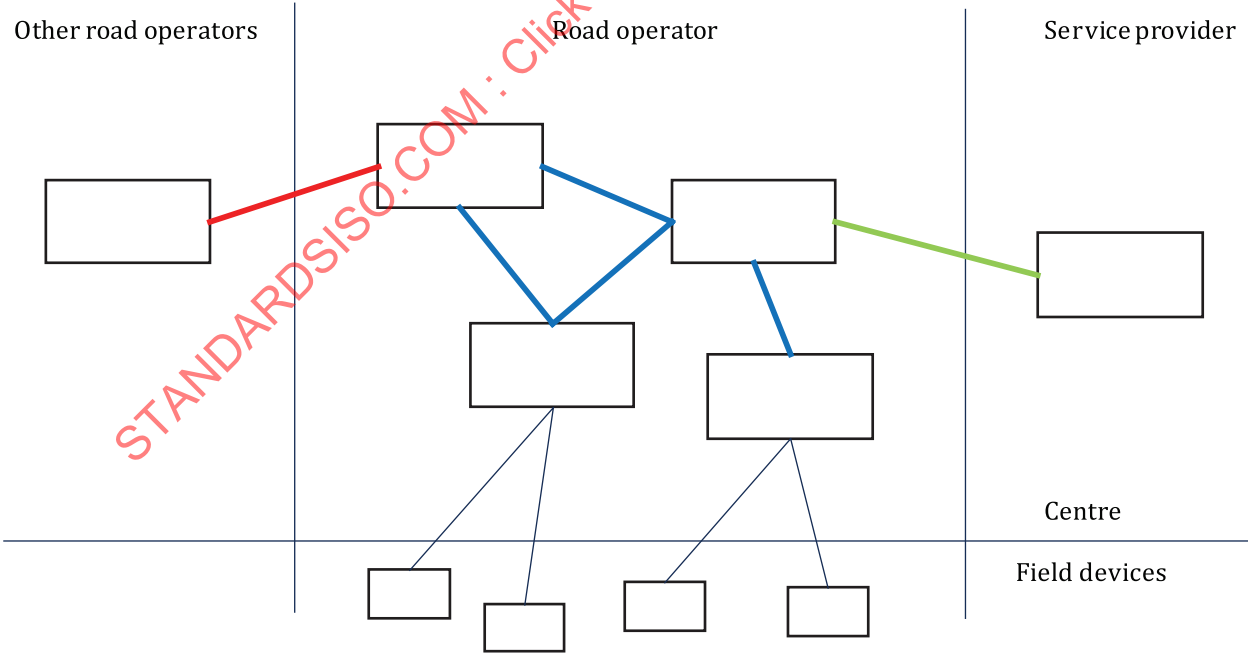 Other road operators
Road operator
Service provider
STANDARDSISO.COM : Click
Centre
Field devices